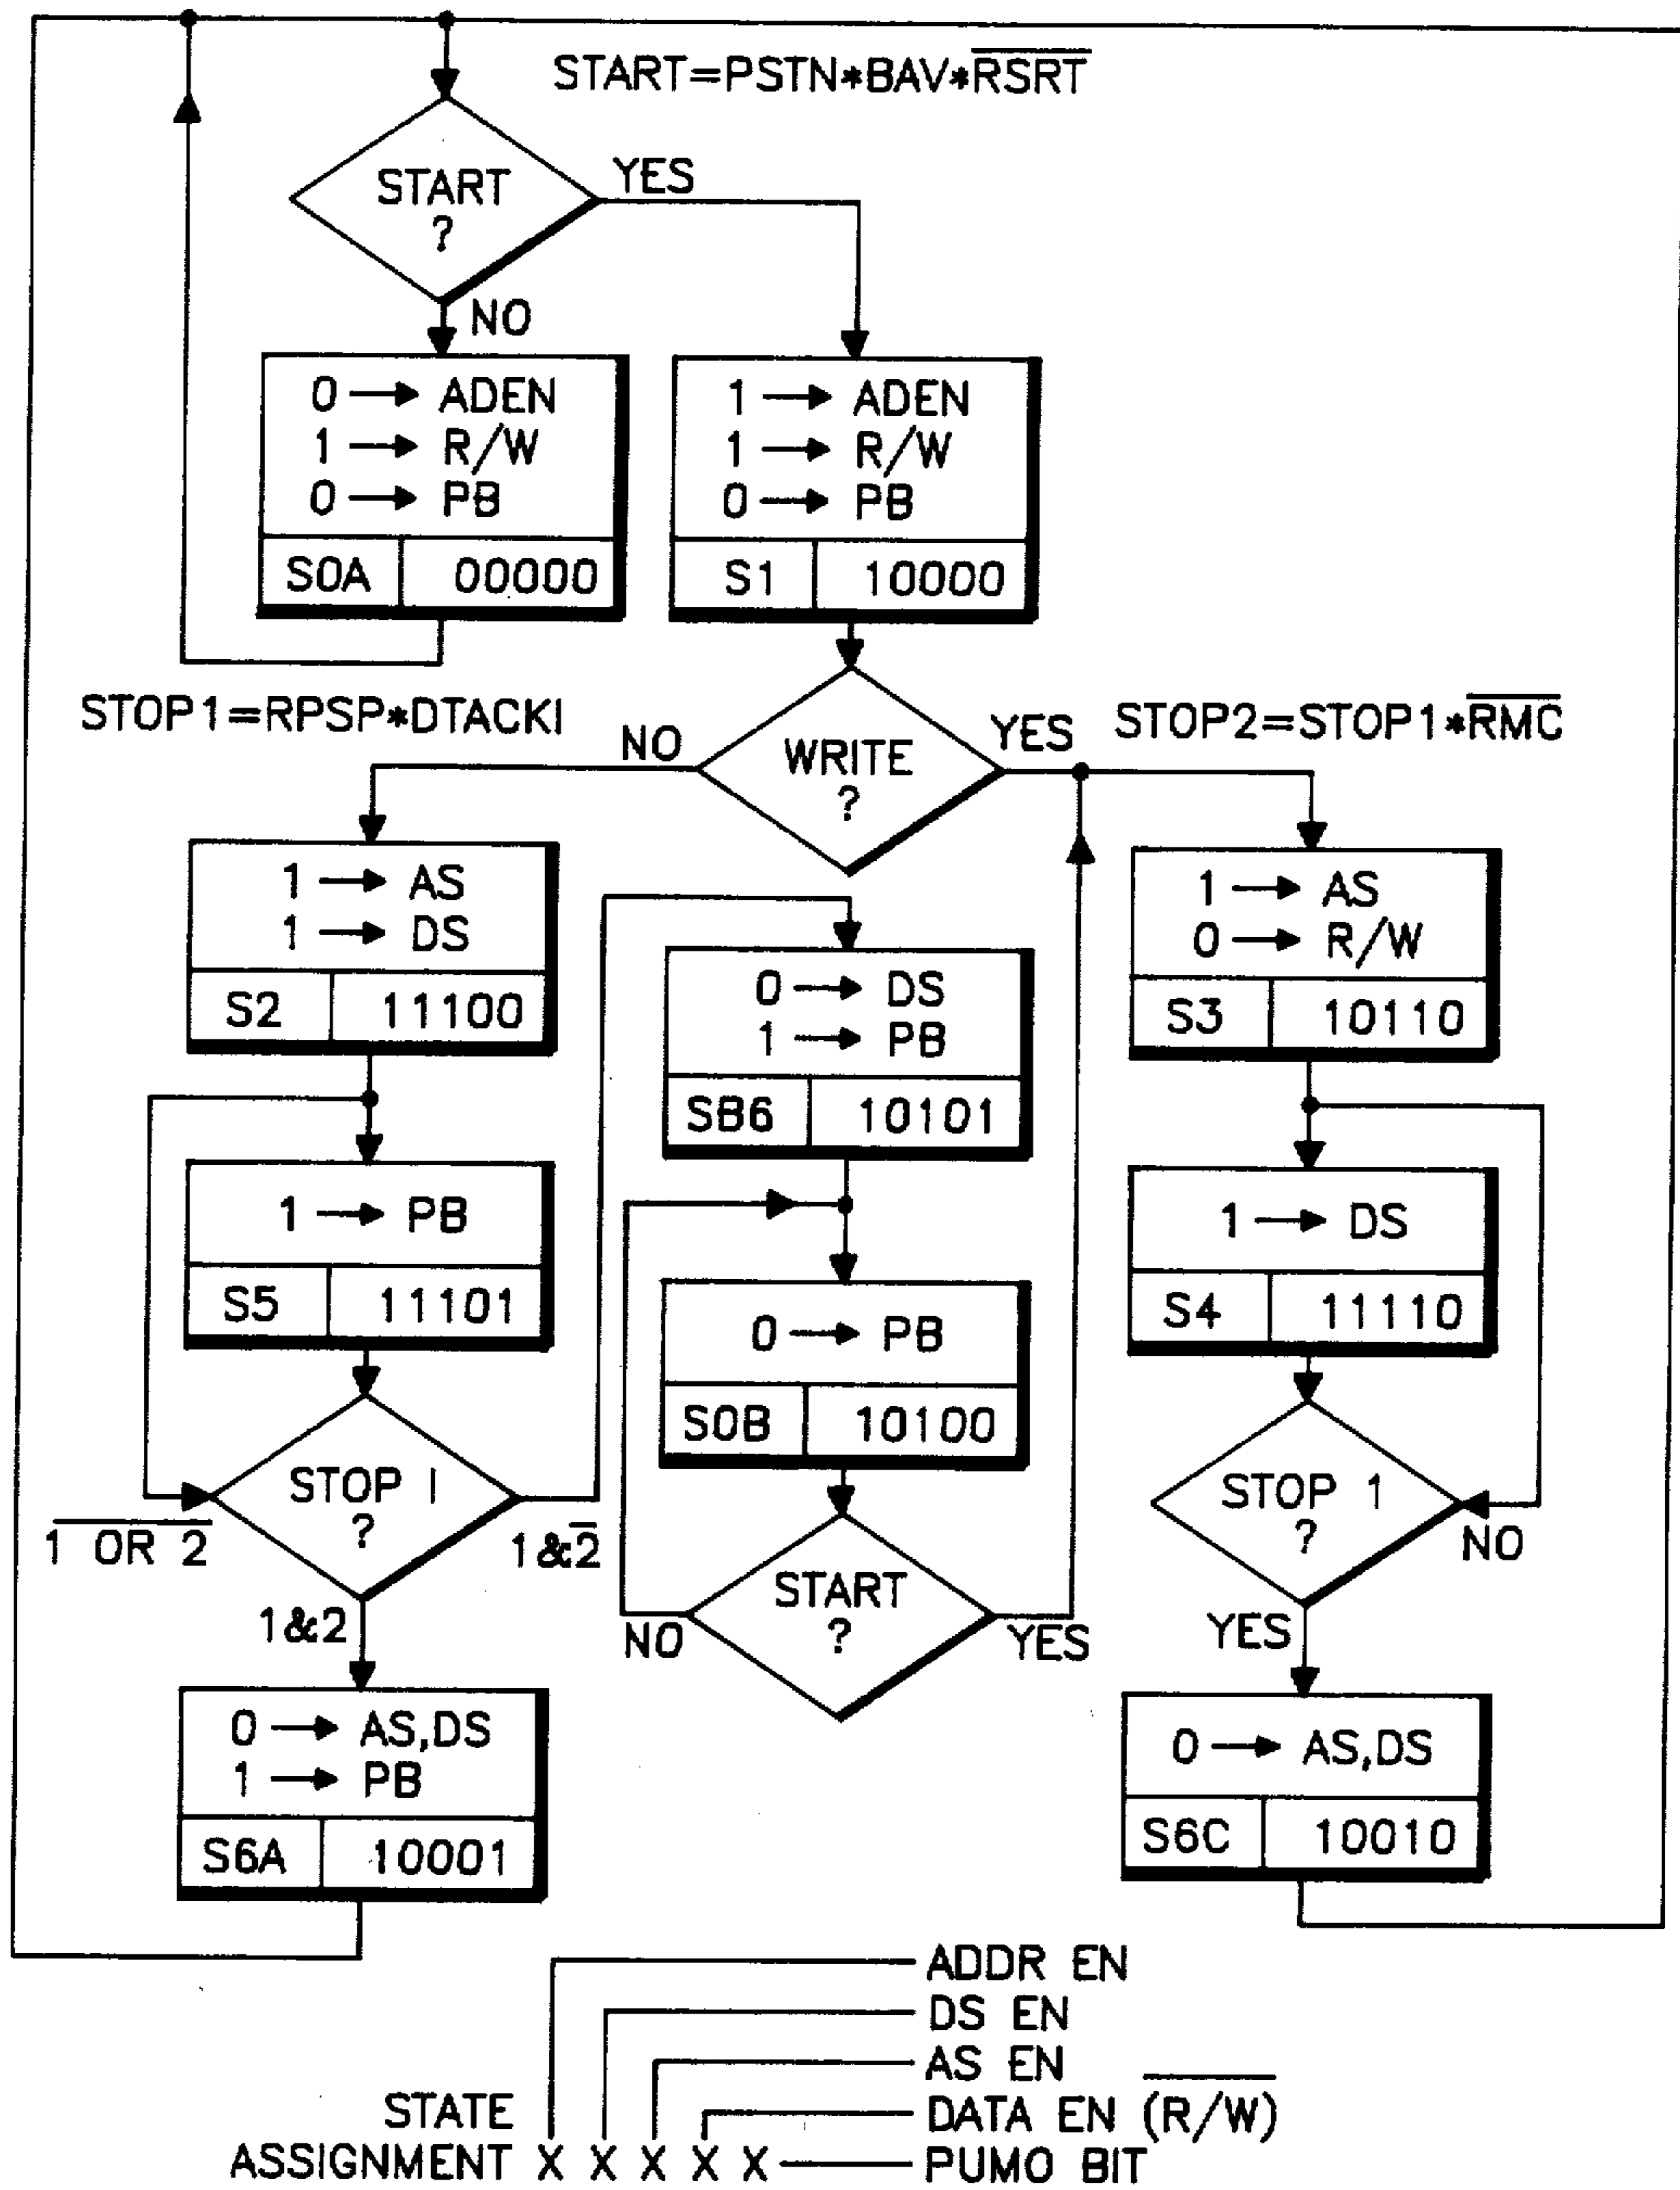 START=PSTN*BAV*R̅S̅R̅T̅
START
?
YES
NO
0 → ADEN
1 → R/W
0 → PB
S0A 00000
1 → ADEN
1 → R/W
0 → PB
S1 10000
STOP1=RPSP*DTACKI
NO
WRITE
?
YES
STOP2=STOP1*R̅M̅C̅
1 → AS
1 → DS
S2 11100
1 → PB
S5 11101
STOP 1
?
1̅ ̅O̅R̅ ̅2̅
1&2̅
1&2
0 → AS,DS
1 → PB
S6A 10001
0 → DS
1 → PB
SB6 10101
0 → PB
S0B 10100
START
?
NO
YES
1 → AS
0 → R/W
S3 10110
1 → DS
S4 11110
STOP 1
?
NO
YES
0 → AS,DS
S6C 10010
ADDR EN
DS EN
AS EN
DATA EN (R̅/̅W̅)
PUMO BIT
STATE
ASSIGNMENT X X X X X